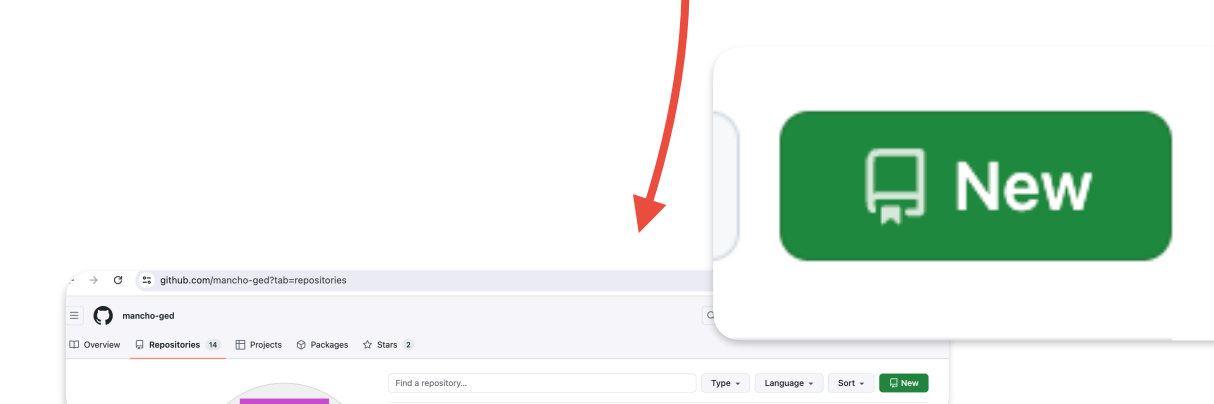 New
github.com/mancho-ged?tab=repositories
mancho-ged
Overview Repositories 14 Projects Packages Stars 2
Find a repository... Type Language Sort New